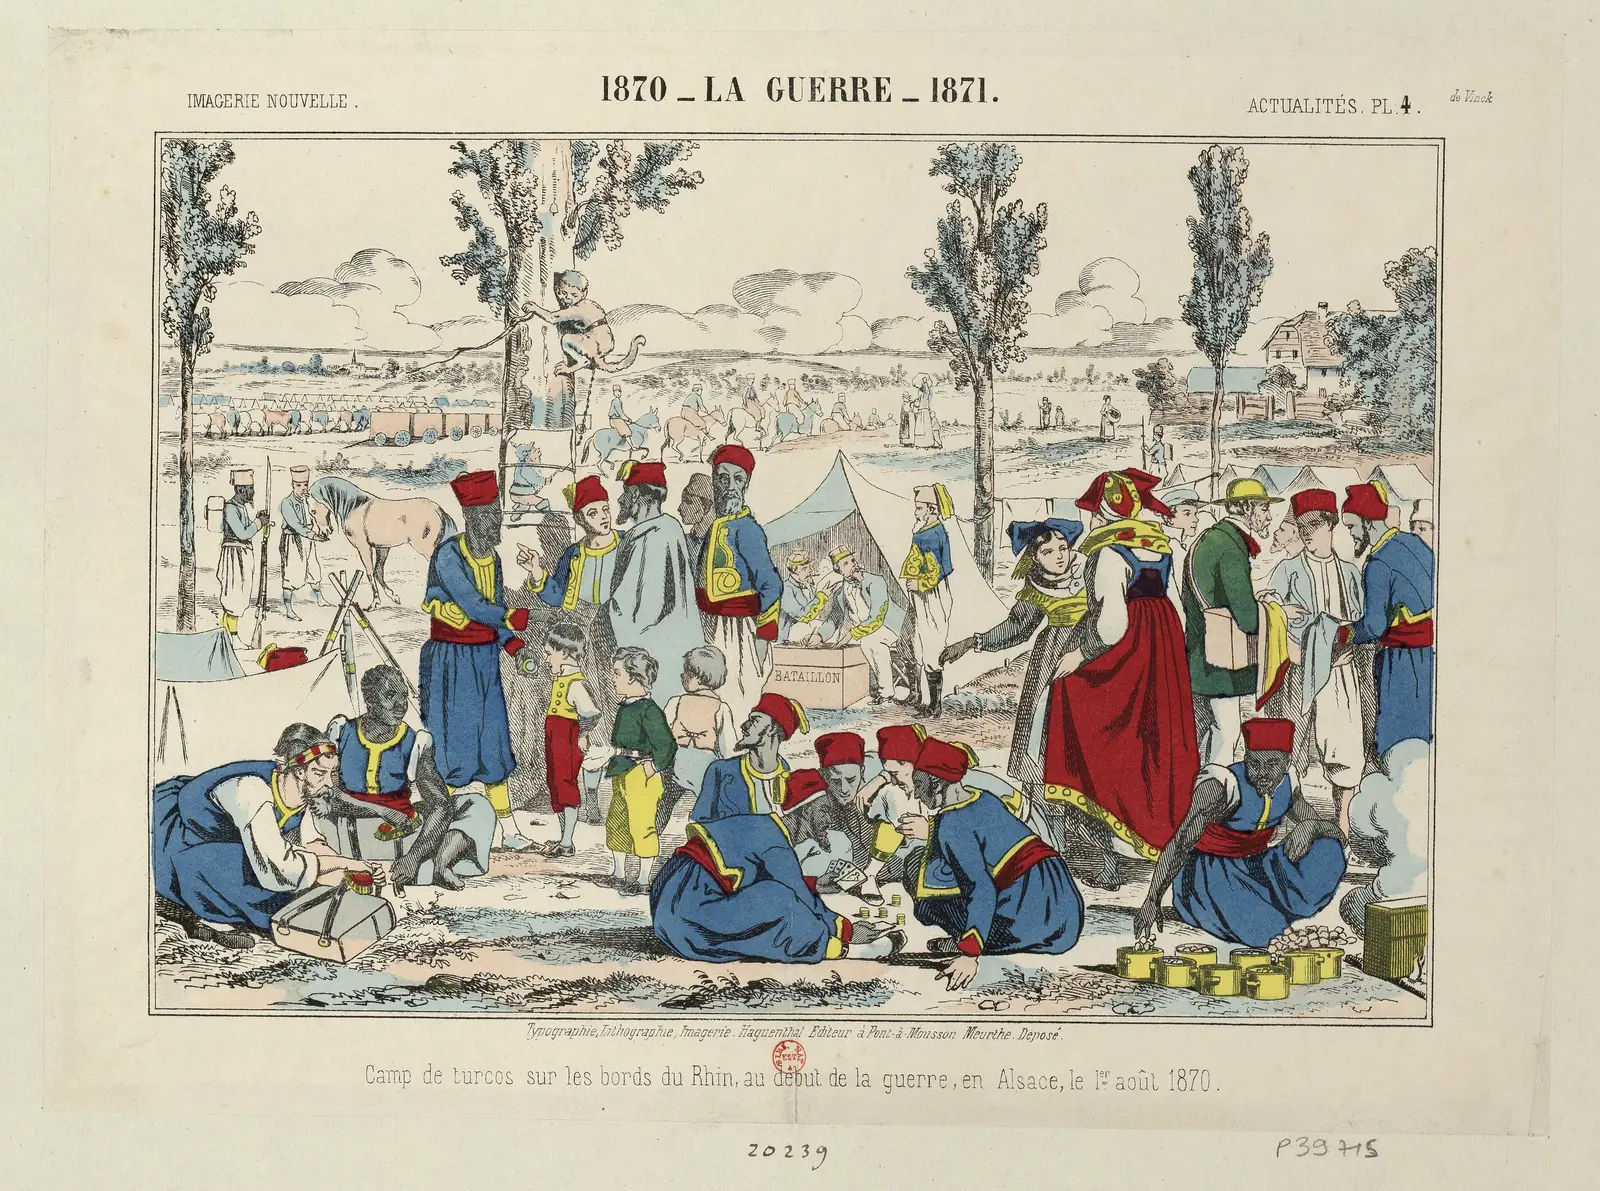 1870 _ LA GUERRE _ 1871.
IMAGERIE NOUVELLE.
ACTUALITÉS. PL. 4.
de Vinck
BATAILLON
Typographie, Lithographie, Imagerie. Haguenthal Editeur à Pont-à-Mousson Meurthe. Déposé.
Camp de turcos sur les bords du Rhin, au début de la guerre, en Alsace, le 1er août 1870.
20239
P39715